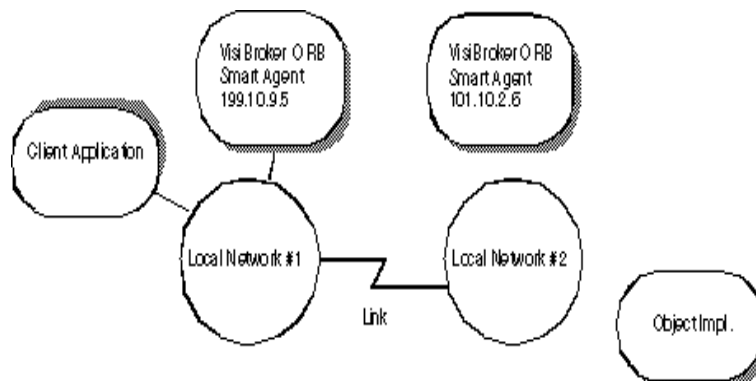 VisiBroker ORB
Smart Agent
199.10.9.5
VisiBroker ORB
Smart Agent
101.10.2.6
Client Application
Local Network #1
Local Network #2
Link
Object Impl.